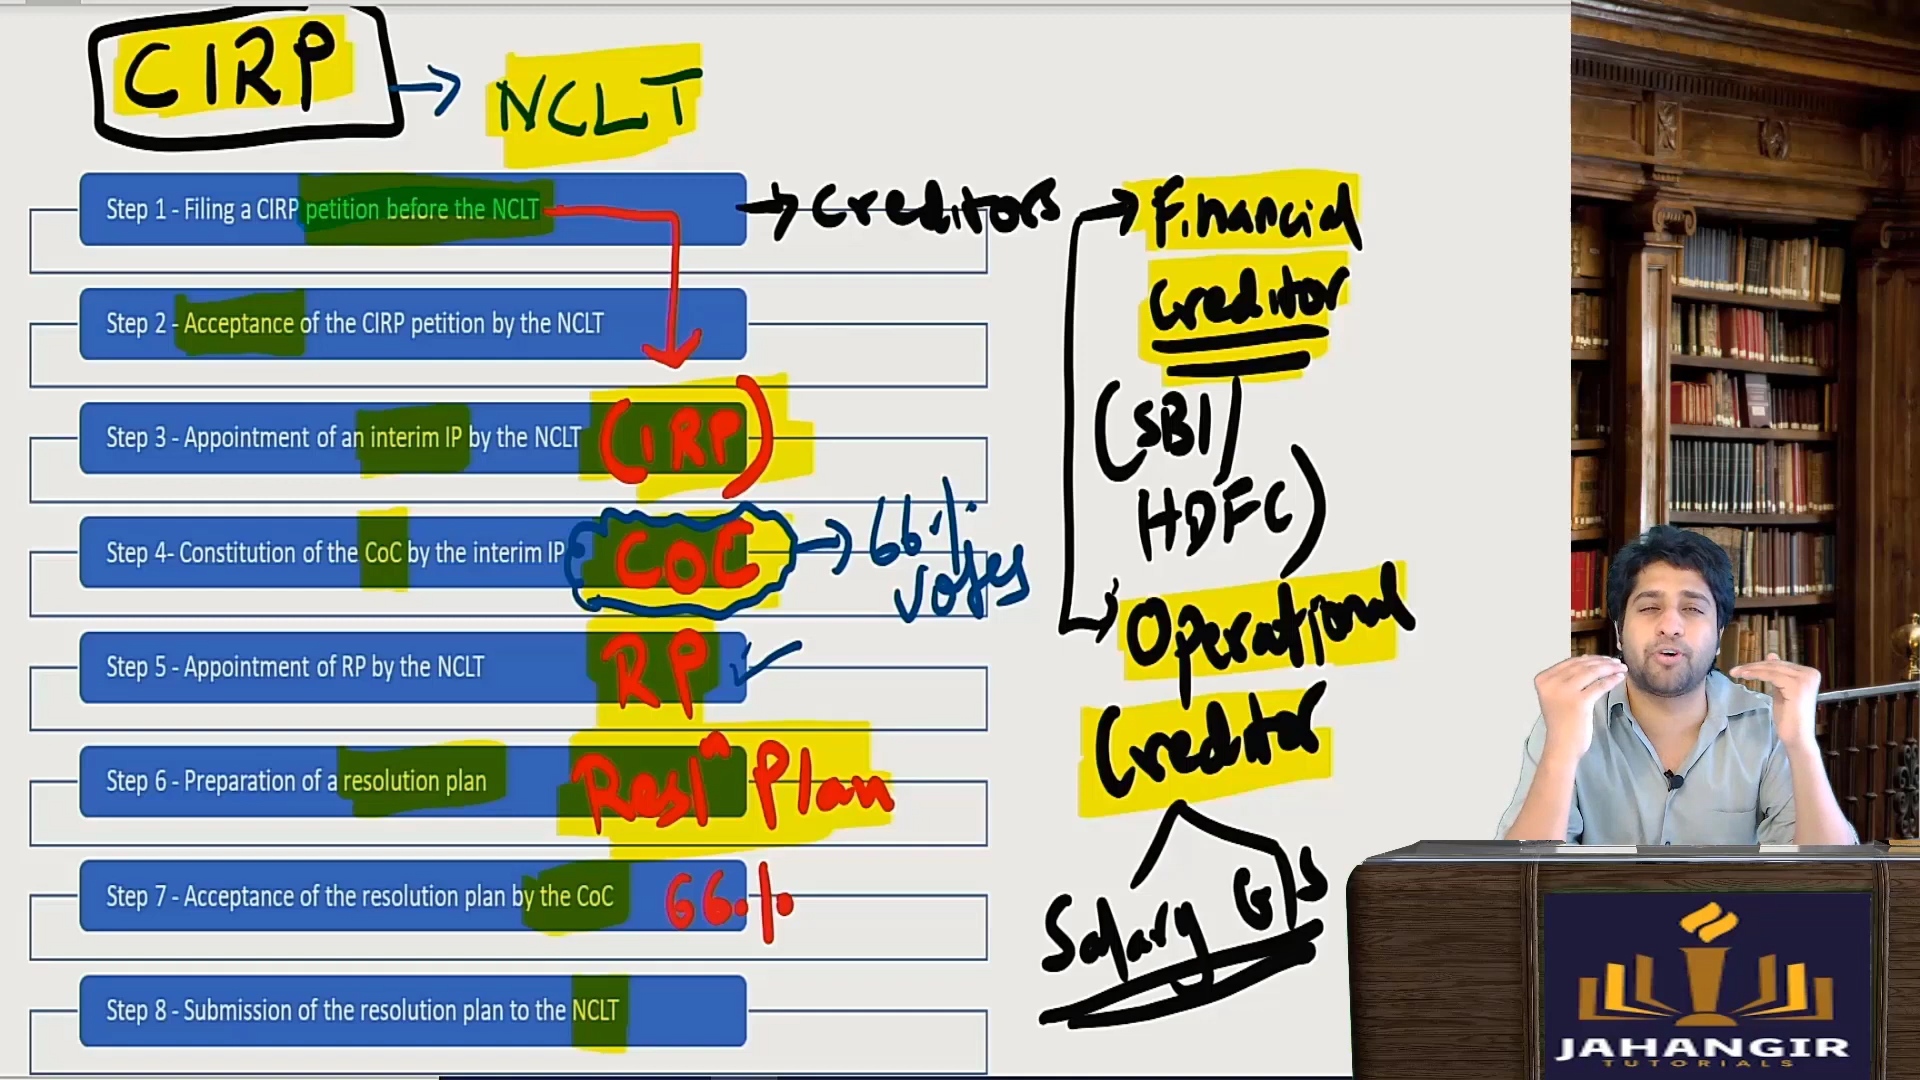 CIRP → NCLT
Step 1 - Filing a CIRP petition before the NCLT → Creditors
Step 2 - Acceptance of the CIRP petition by the NCLT
Step 3 - Appointment of an interim IP by the NCLT (IRP)
Step 4- Constitution of the CoC by the interim IP COC → 66% votes
Step 5 - Appointment of RP by the NCLT RP ✓
Step 6 - Preparation of a resolution plan Resl^n Plan
Step 7 - Acceptance of the resolution plan by the CoC 66%
Step 8 - Submission of the resolution plan to the NCLT
→ Financial
Creditor
(SBI/
HDFC)
→ Operational
Creditor
Salary G/S
JAHANGIR
TUTORIALS